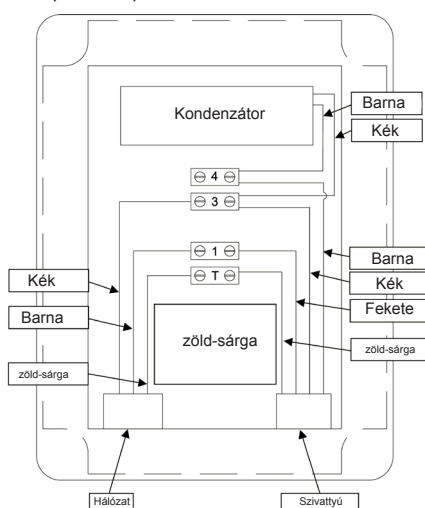 Kondenzátor
Barna
Kék
4
3
1
T
Kék
Barna
zöld-sárga
zöld-sárga
Barna
Kék
Fekete
zöld-sárga
Hálózat
Szivattyú